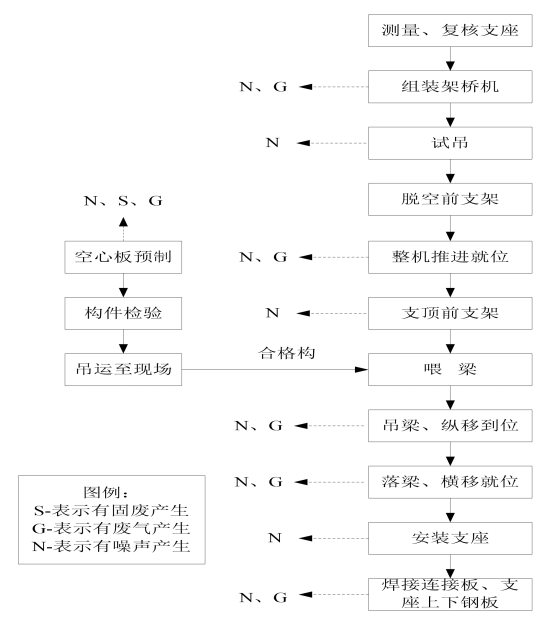 测量、复核支座
组装架桥机
N、G
试吊
N
脱空前支架
整机推进就位
N、G
支顶前支架
N
N、S、G
空心板预制
构件检验
吊运至现场
合格构
喂 梁
吊梁、纵移到位
N、G
落梁、横移就位
N、G
安装支座
N
焊接连接板、支
座上下钢板
N、G
图例：
S-表示有固废产生
G-表示有废气产生
N-表示有噪声产生